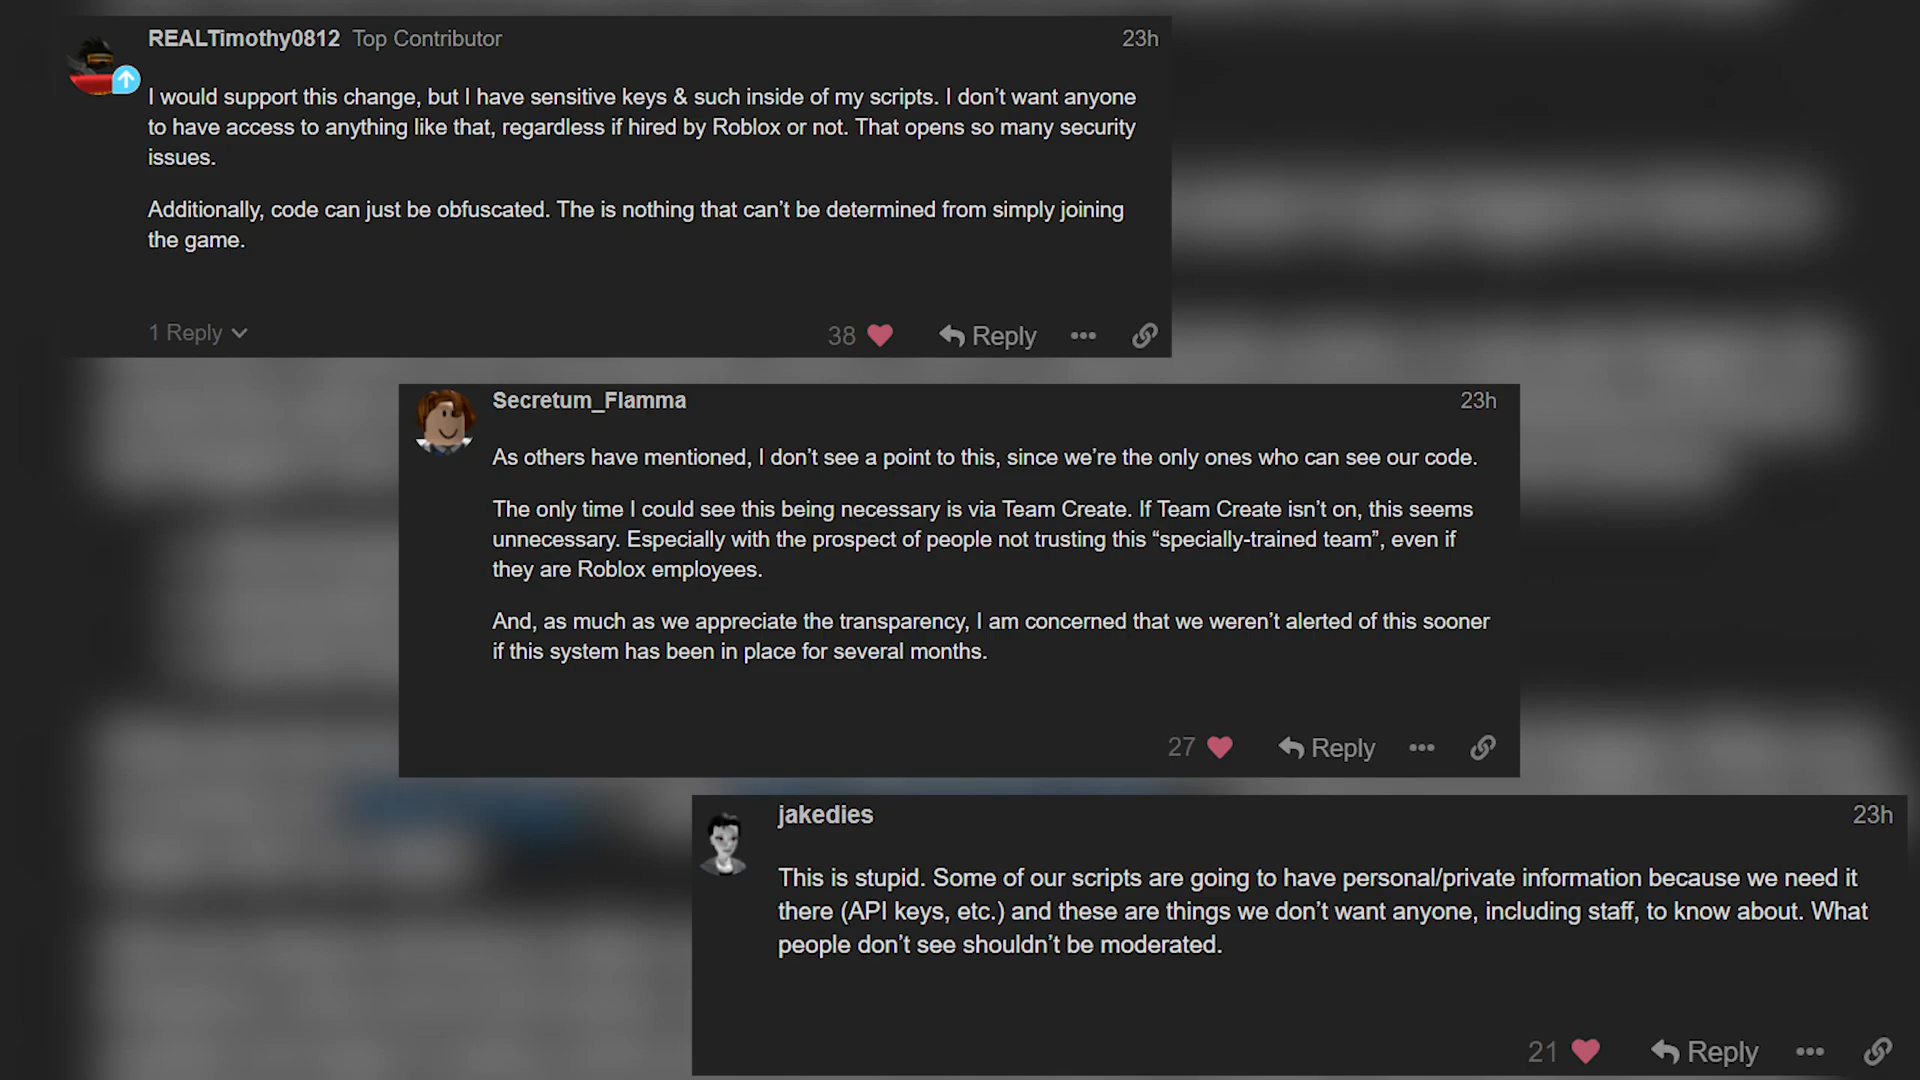 REALTimothy0812 Top Contributor 23h
I would support this change, but I have sensitive keys & such inside of my scripts. I don’t want anyone
to have access to anything like that, regardless if hired by Roblox or not. That opens so many security
issues.
Additionally, code can just be obfuscated. The is nothing that can’t be determined from simply joining
the game.
1 Reply 38 Reply
Secretum_Flamma 23h
As others have mentioned, I don’t see a point to this, since we’re the only ones who can see our code.
The only time I could see this being necessary is via Team Create. If Team Create isn’t on, this seems
unnecessary. Especially with the prospect of people not trusting this “specially-trained team”, even if
they are Roblox employees.
And, as much as we appreciate the transparency, I am concerned that we weren’t alerted of this sooner
if this system has been in place for several months.
27 Reply
jakedies 23h
This is stupid. Some of our scripts are going to have personal/private information because we need it
there (API keys, etc.) and these are things we don’t want anyone, including staff, to know about. What
people don’t see shouldn’t be moderated.
21 Reply